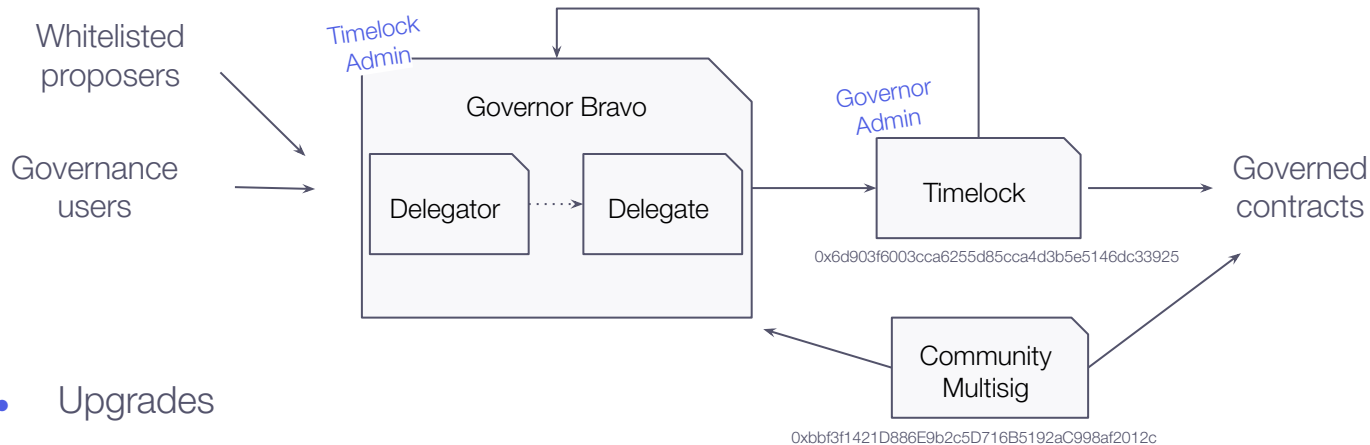 Whitelisted
proposers
Governance
users
Timelock
Admin
Governor Bravo
Delegator
Delegate
Governor
Admin
Timelock
0x6d903f6003cca6255d85cca4d3b5e5146dc33925
Governed
contracts
Community
Multisig
0xbbf3f1421D886E9b2c5D716B5192aC998af2012c
• Upgrades